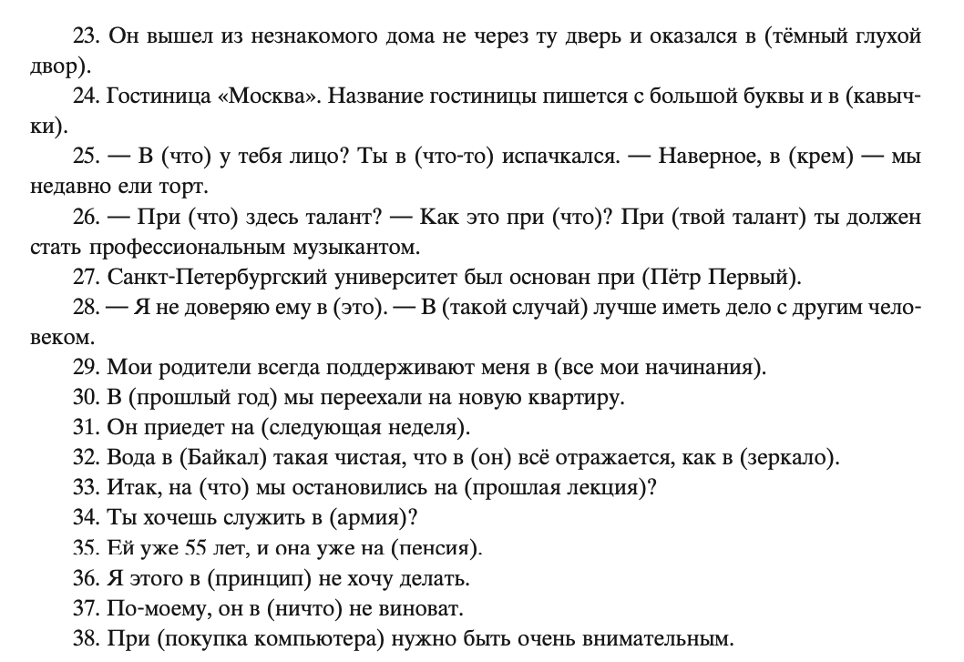 23. Он вышел из незнакомого дома не через ту дверь и оказался в (тёмный глухой
двор).
24. Гостиница «Москва». Название гостиницы пишется с большой буквы и в (кавыч-
ки).
25. — В (что) у тебя лицо? Ты в (что-то) испачкался. — Наверное, в (крем) — мы
недавно ели торт.
26. — При (что) здесь талант? — Как это при (что)? При (твой талант) ты должен
стать профессиональным музыкантом.
27. Санкт-Петербургский университет был основан при (Пётр Первый).
28. — Я не доверяю ему в (это). — В (такой случай) лучше иметь дело с другим чело-
веком.
29. Мои родители всегда поддерживают меня в (все мои начинания).
30. В (прошлый год) мы переехали на новую квартиру.
31. Он приедет на (следующая неделя).
32. Вода в (Байкал) такая чистая, что в (он) всё отражается, как в (зеркало).
33. Итак, на (что) мы остановились на (прошлая лекция)?
34. Ты хочешь служить в (армия)?
35. Ей уже 55 лет, и она уже на (пенсия).
36. Я этого в (принцип) не хочу делать.
37. По-моему, он в (ничто) не виноват.
38. При (покупка компьютера) нужно быть очень внимательным.